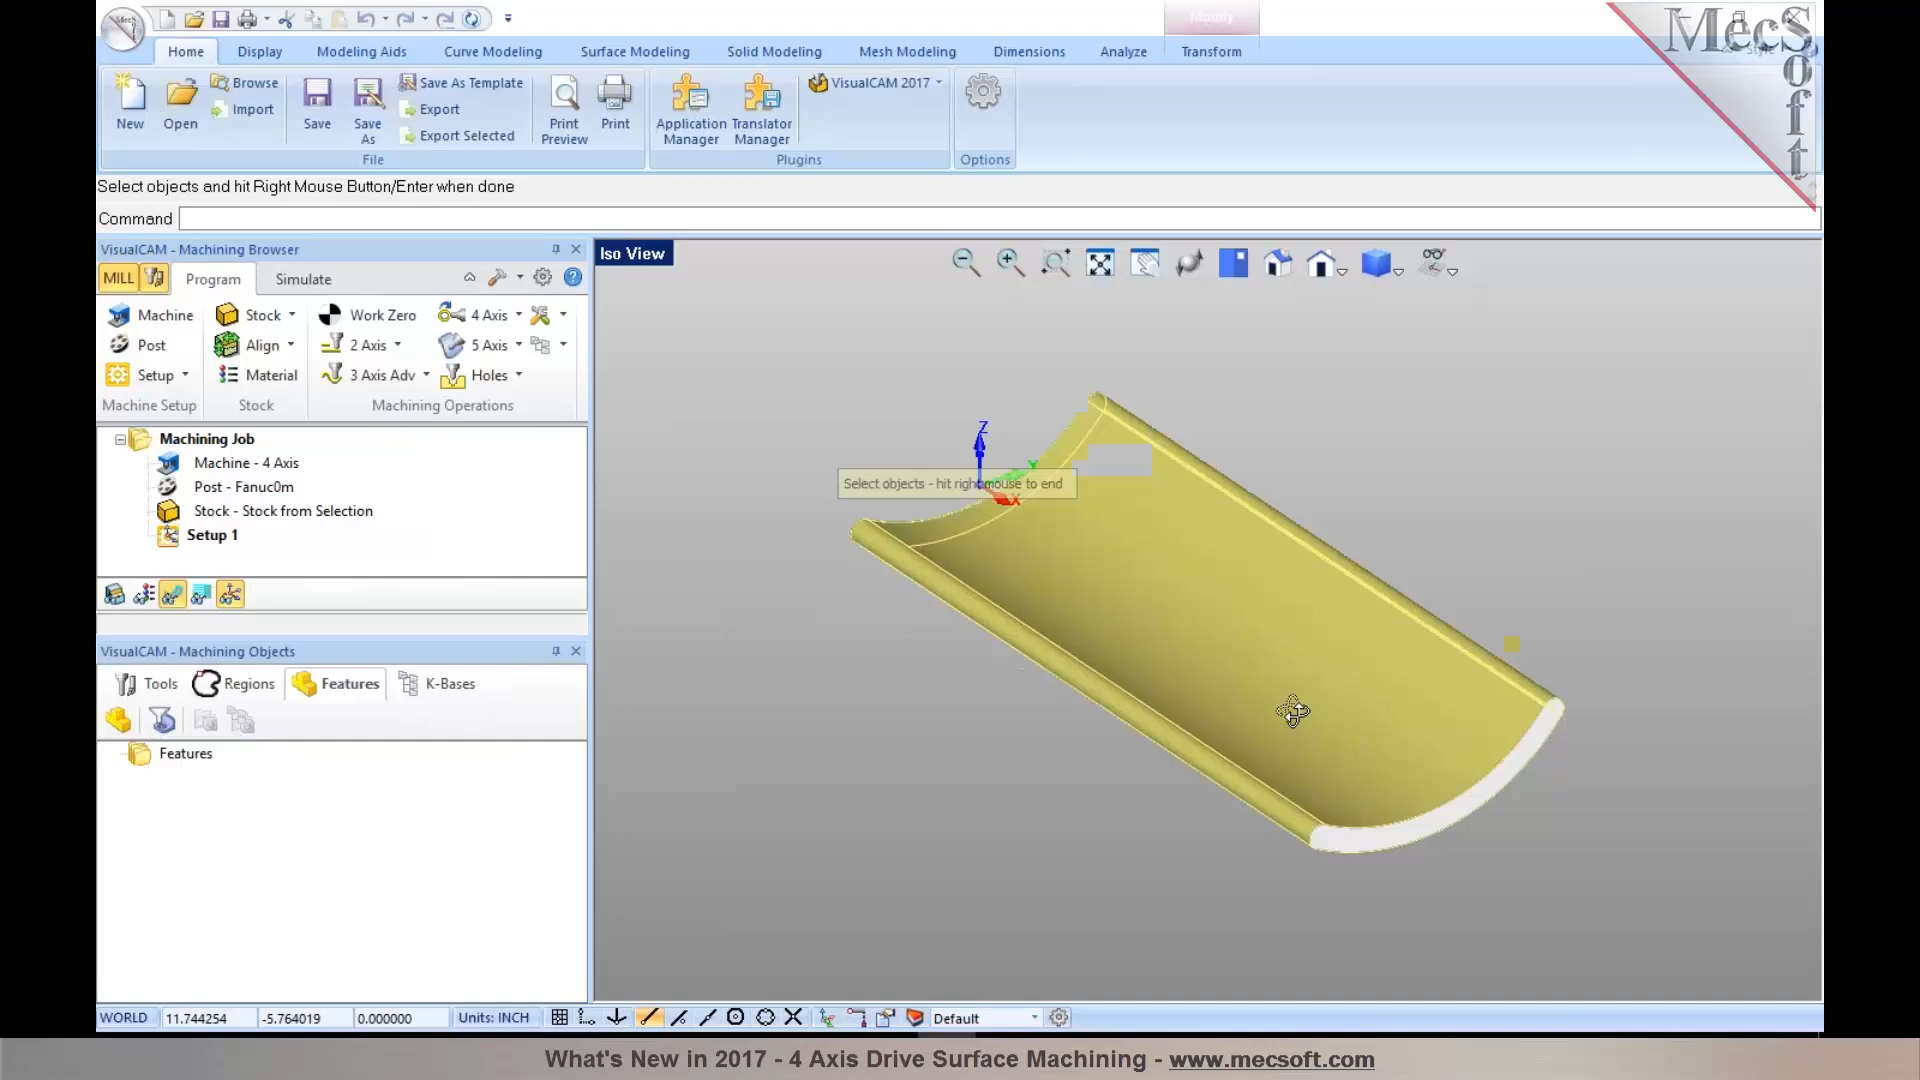 MecSoft
Modify
Style
Home Display Modeling Aids Curve Modeling Surface Modeling Solid Modeling Mesh Modeling Dimensions Analyze Transform
New
Open
Browse
Import
Save
Save As
Save As Template
Export
Export Selected
Print Preview
Print
File
Application Manager
Translator Manager
VisualCAM 2017
Plugins
Options
Select objects and hit Right Mouse Button/Enter when done
Command
VisualCAM - Machining Browser
MILL Program Simulate
Machine Stock Work Zero 4 Axis
Post Align 2 Axis 5 Axis
Setup Material 3 Axis Adv Holes
Machine Setup Stock Machining Operations
Machining Job
Machine - 4 Axis
Post - Fanuc0m
Stock - Stock from Selection
Setup 1
VisualCAM - Machining Objects
Tools Regions Features K-Bases
Features
Iso View
Z
Y
X
Select objects - hit right mouse to end
WORLD 11.744254 -5.764019 0.000000 Units: INCH Default
What's New in 2017 - 4 Axis Drive Surface Machining - www.mecsoft.com